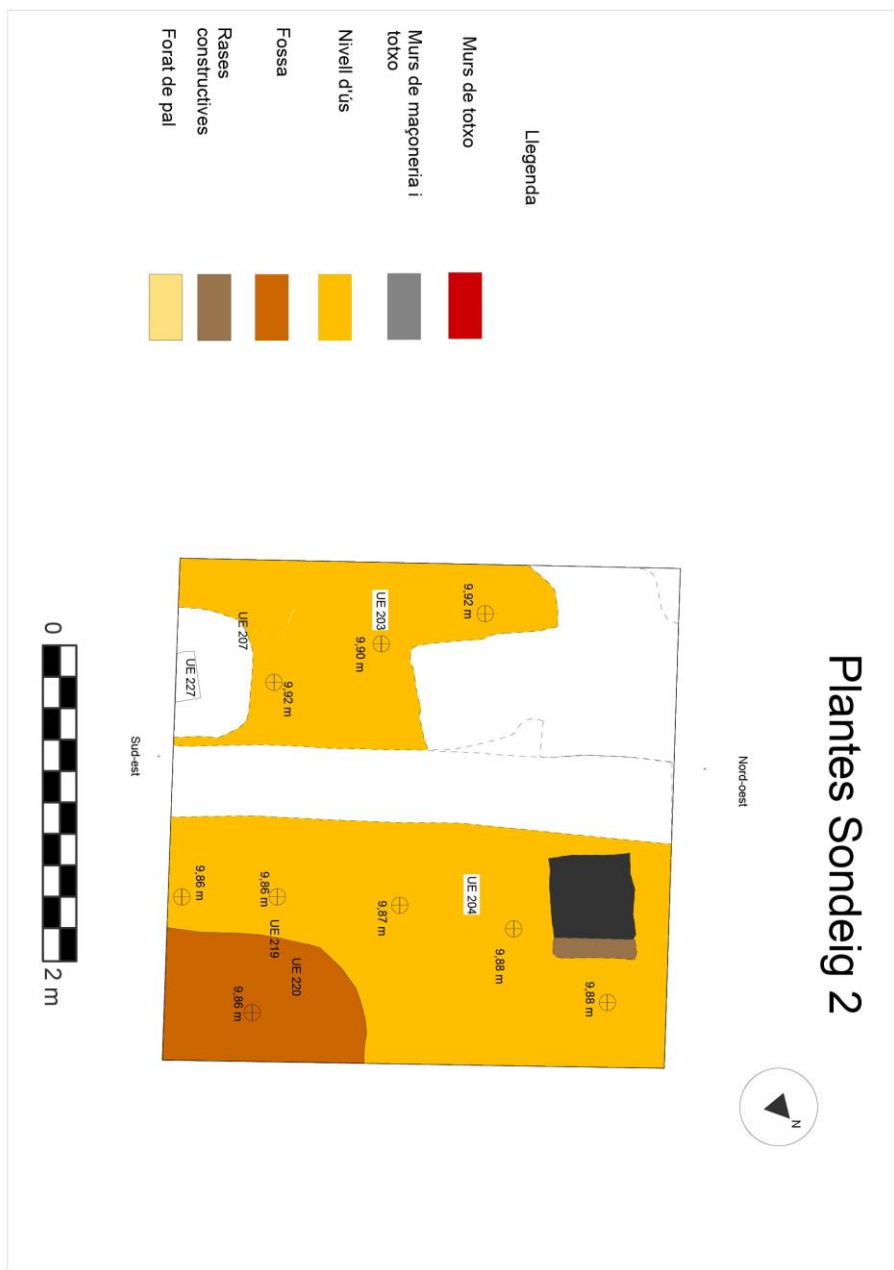 Plantes Sondeig 2
N
Nord-oest
Llegenda
Murs de totxo
Murs de maçoneria i
totxo
Nivell d'ús
Fossa
Rases
constructives
Forat de pal
9,92 m
UE 203
9,90 m
9,92 m
UE 207
UE 227
9,88 m
9,88 m
UE 204
9,87 m
9,86 m
UE 219
UE 220
9,86 m
9,86 m
Sud-est
0
2 m